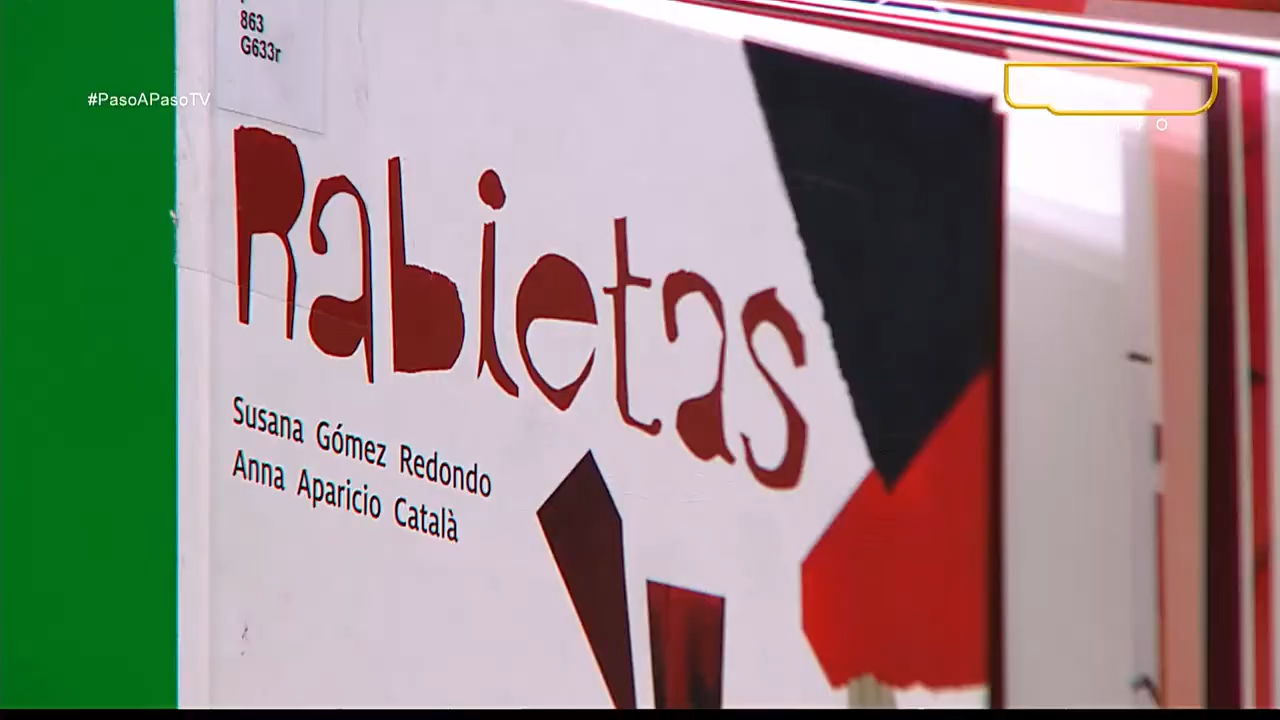 863
G633r
#PasoAPasoTV
Rabietas
Susana Gómez Redondo
Anna Aparicio Català